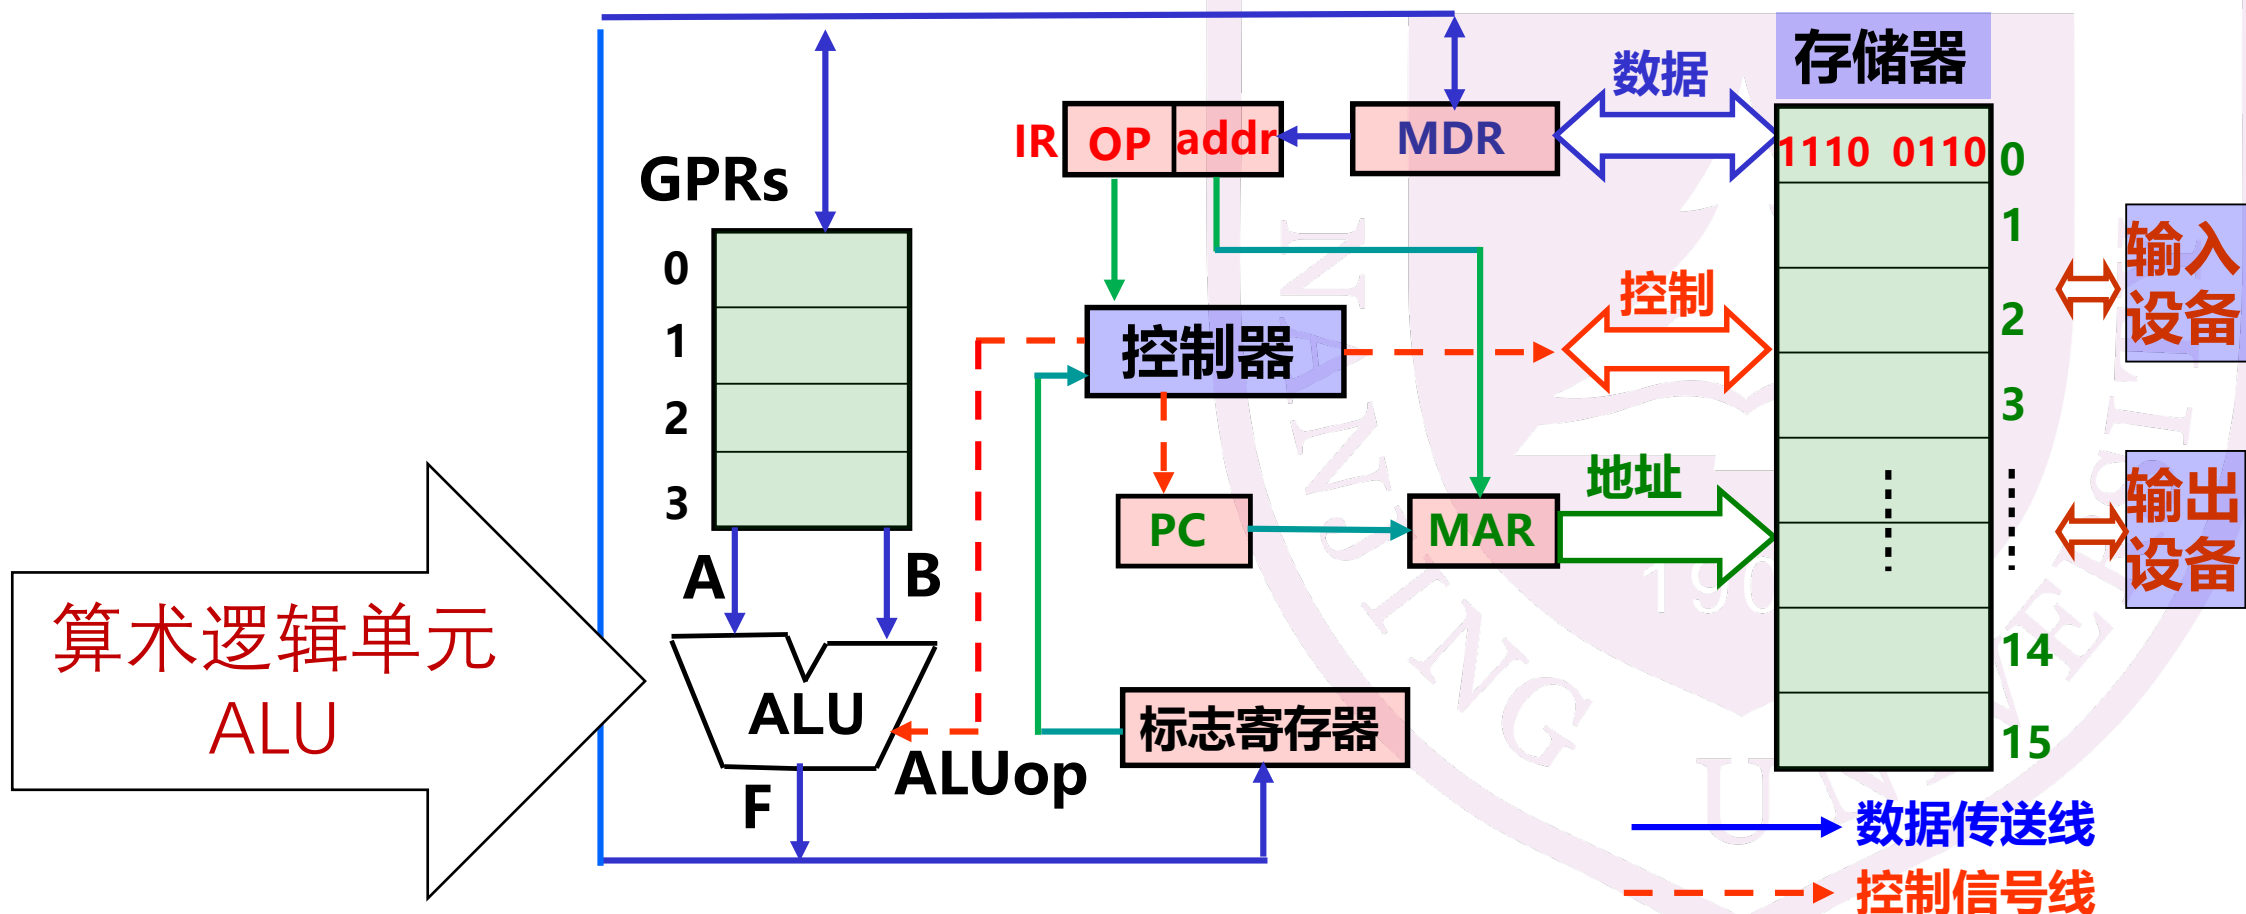 存储器
数据
IR
OP
addr
MDR
1110 0110
0
GPRs
1
输入
设备
0
控制
2
1
控制器
3
2
地址
输出
设备
3
PC
MAR
A
B
190
算术逻辑单元
ALU
14
ALU
标志寄存器
15
ALUop
F
数据传送线
控制信号线
NANJING UNIVERSITY